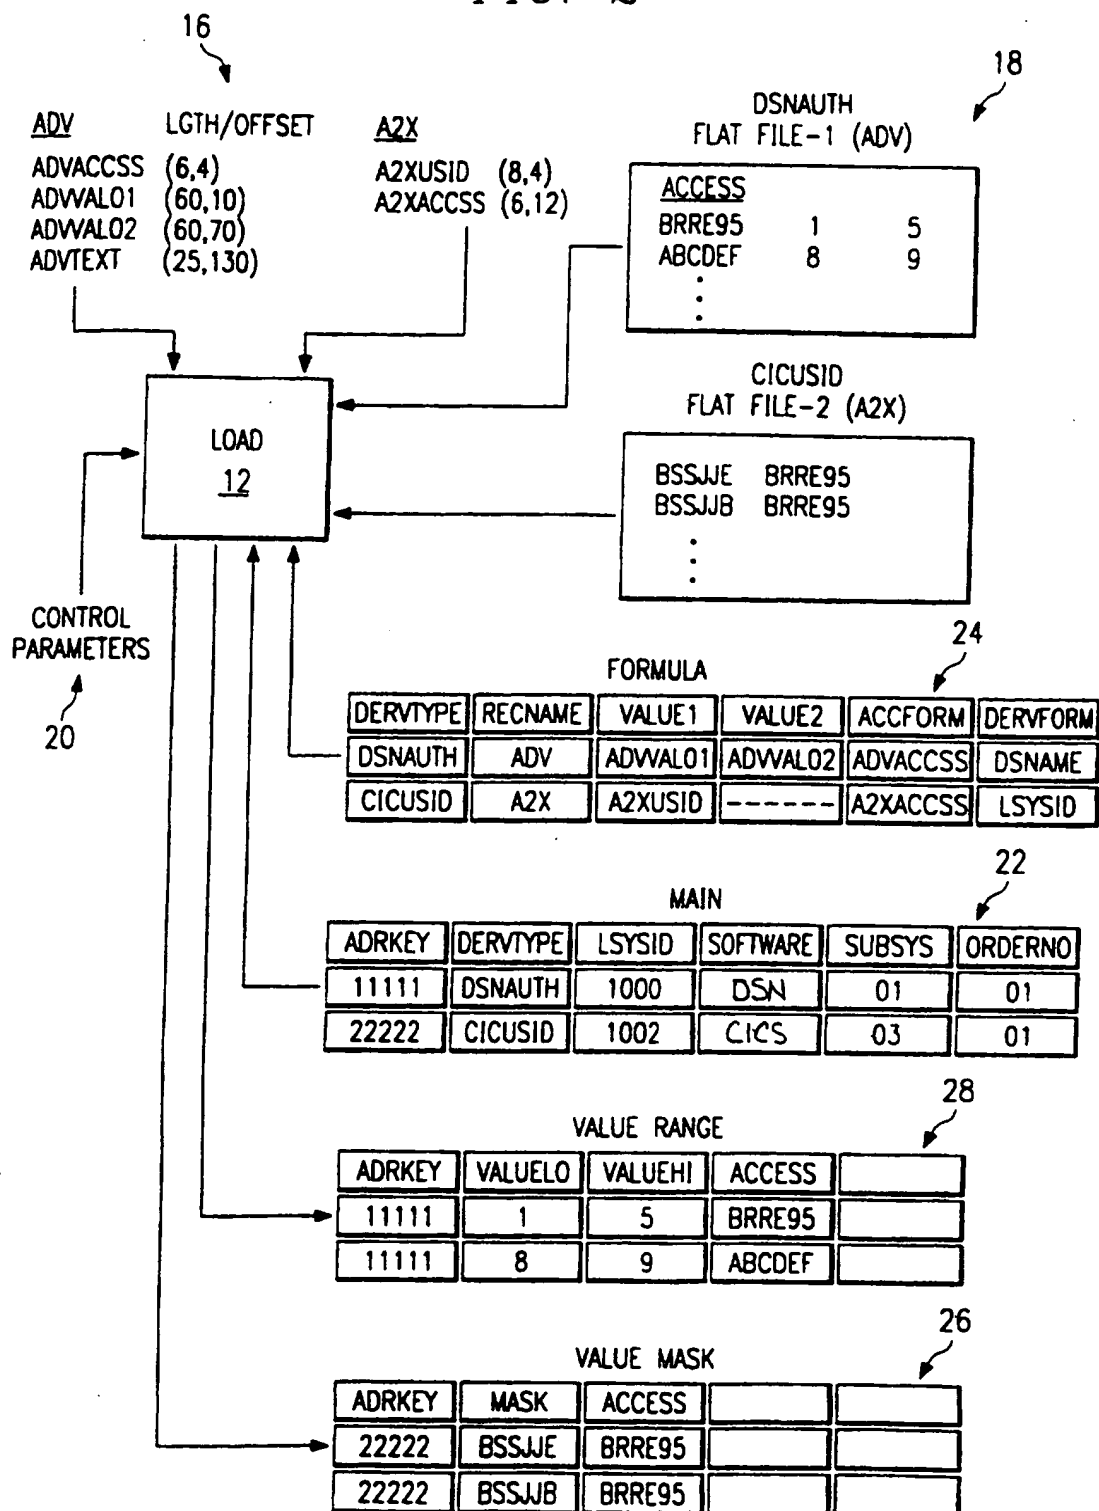 16
18
ADV LGTH/OFFSET A2X
ADVACCSS (6,4) A2XUSID (8,4)
ADVVAL01 (60,10) A2XACCSS (6,12)
ADVVAL02 (60,70)
ADVTEXT (25,130)
DSNAUTH
FLAT FILE-1 (ADV)
ACCESS
BRRE95 1 5
ABCDEF 8 9
CICUSID
FLAT FILE-2 (A2X)
BSSJJE BRRE95
BSSJJB BRRE95
LOAD
12
CONTROL
PARAMETERS
20
24
FORMULA
DERVTYPE RECNAME VALUE1 VALUE2 ACCFORM DERVFORM
DSNAUTH ADV ADVVAL01 ADVVAL02 ADVACCSS DSNAME
CICUSID A2X A2XUSID ------ A2XACCSS LSYSID
22
MAIN
ADRKEY DERVTYPE LSYSID SOFTWARE SUBSYS ORDERNO
11111 DSNAUTH 1000 DSN 01 01
22222 CICUSID 1002 CICS 03 01
28
VALUE RANGE
ADRKEY VALUELO VALUEHI ACCESS
11111 1 5 BRRE95
11111 8 9 ABCDEF
26
VALUE MASK
ADRKEY MASK ACCESS
22222 BSSJJE BRRE95
22222 BSSJJB BRRE95